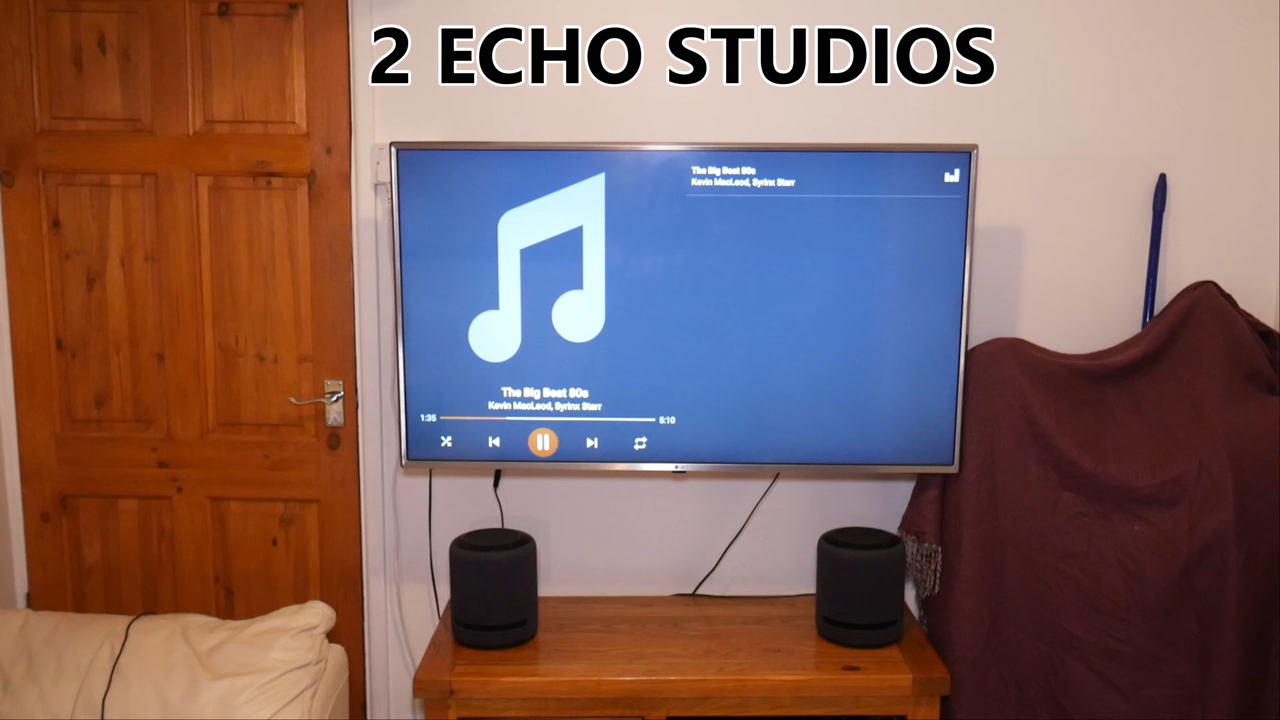 2 ECHO STUDIOS
The Big Beat 80s
Kevin MacLeod, Syrinx Starr
The Big Beat 80s
Kevin MacLeod, Syrinx Starr
1:35
5:10